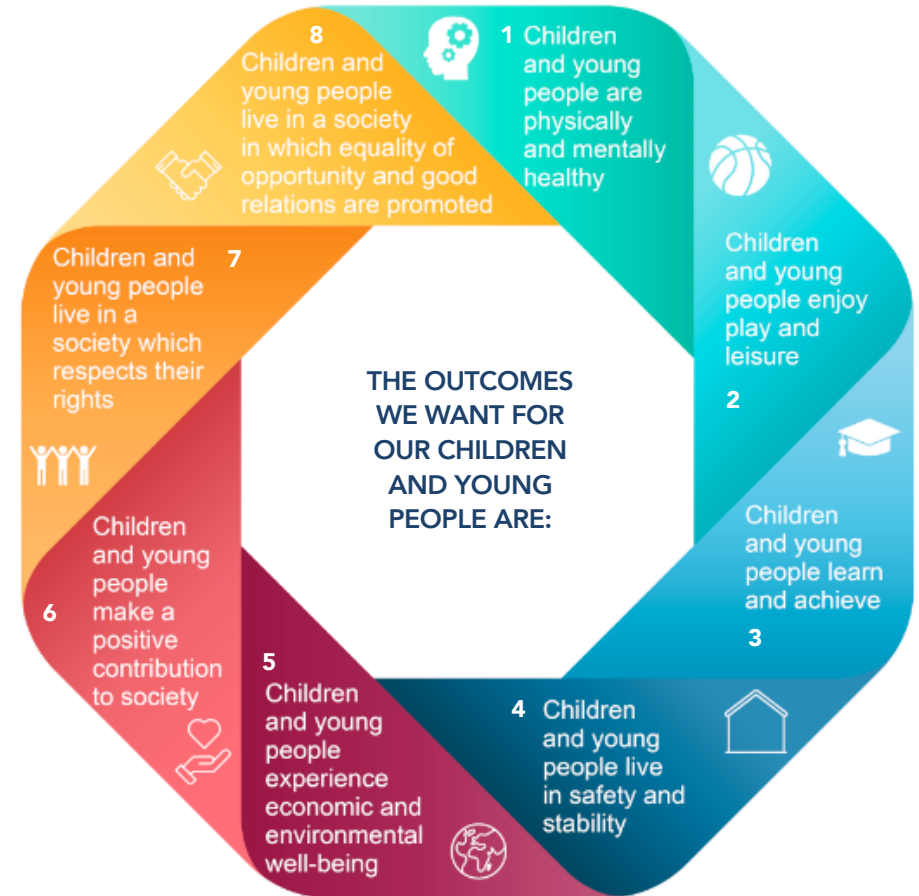 THE OUTCOMES
WE WANT FOR
OUR CHILDREN
AND YOUNG
PEOPLE ARE:
1 Children
and young
people are
physically
and mentally
healthy
Children
and young
people enjoy
play and
leisure
2
Children
and young
people learn
and achieve
3
4 Children
and young
people live
in safety and
stability
5
Children
and young
people
experience
economic and
environmental
well-being
Children
and young
people
6 make a
positive
contribution
to society
Children and 7
young people
live in a
society which
respects their
rights
8
Children and
young people
live in a society
in which equality of
opportunity and good
relations are promoted